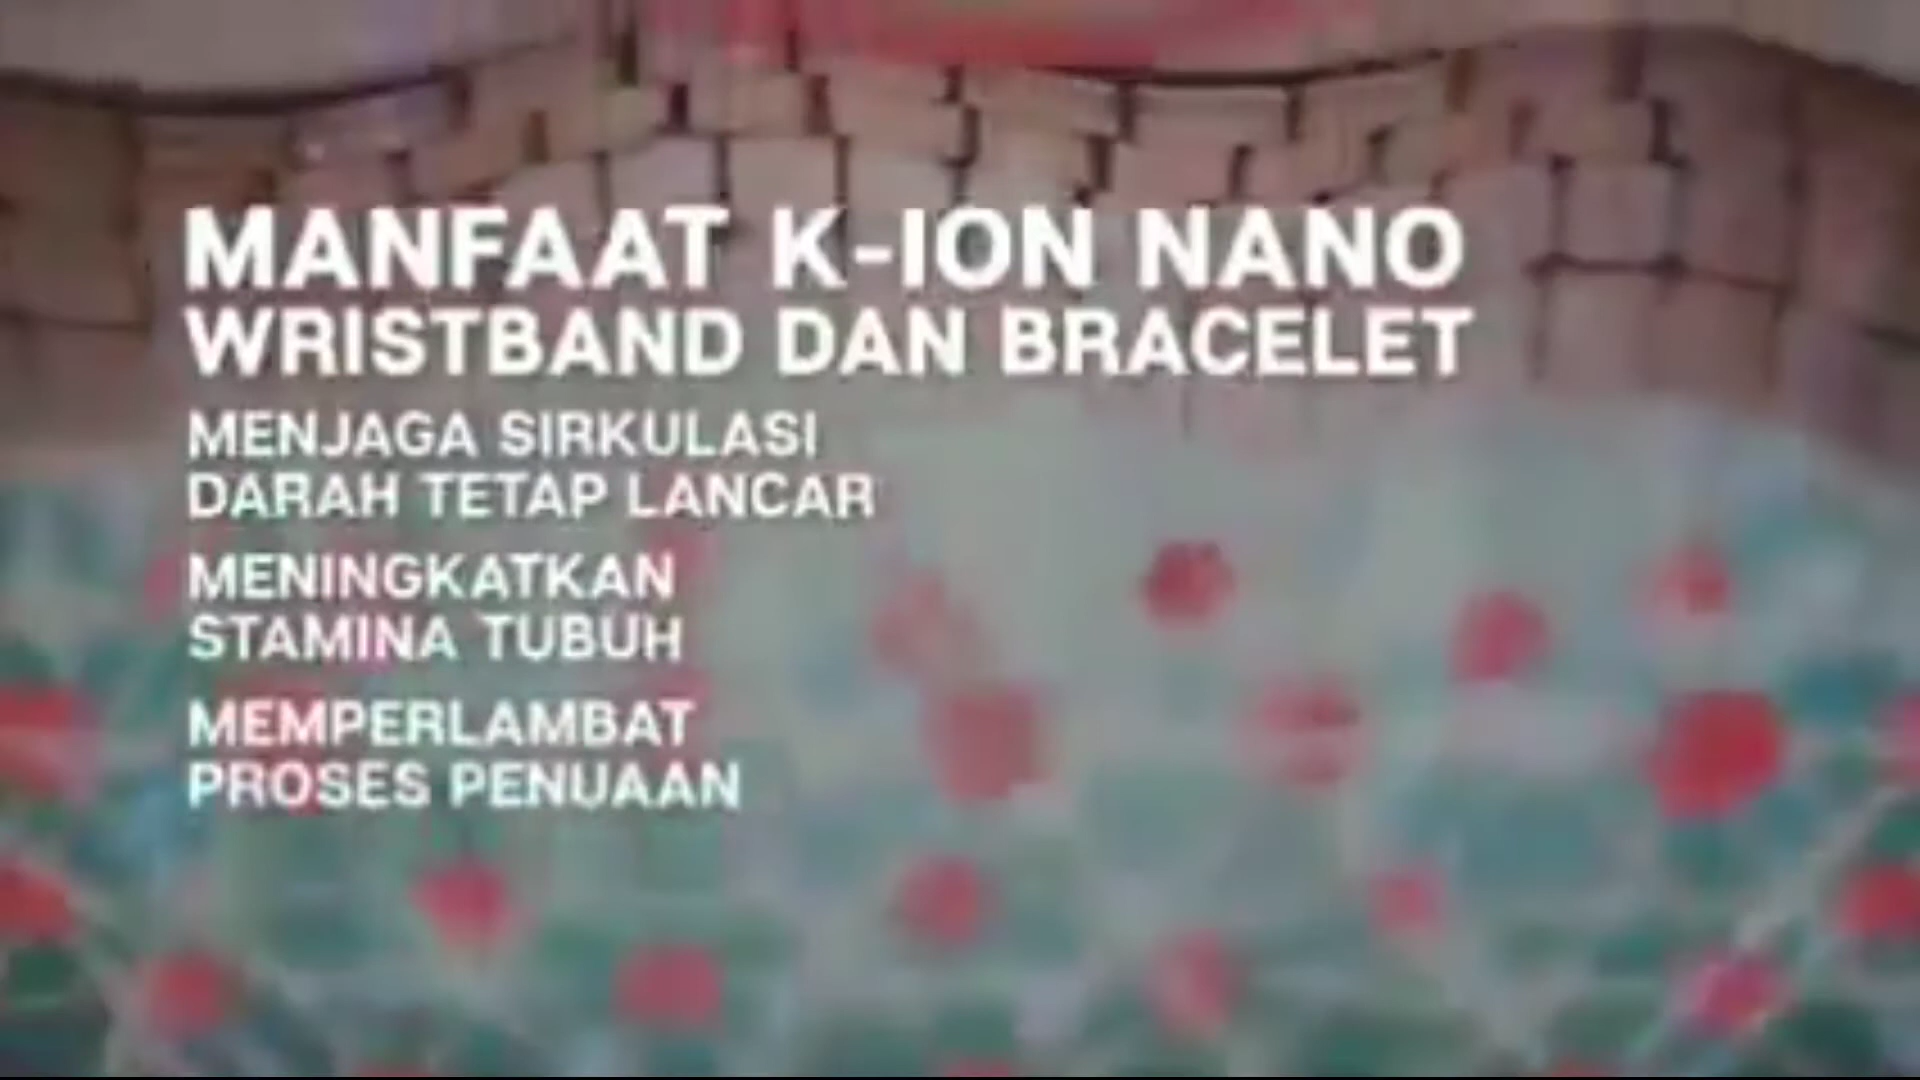 MANFAAT K-ION NANO
WRISTBAND DAN BRACELET
MENJAGA SIRKULASI
DARAH TETAP LANCAR
MENINGKATKAN
STAMINA TUBUH
MEMPERLAMBAT
PROSES PENUAAN